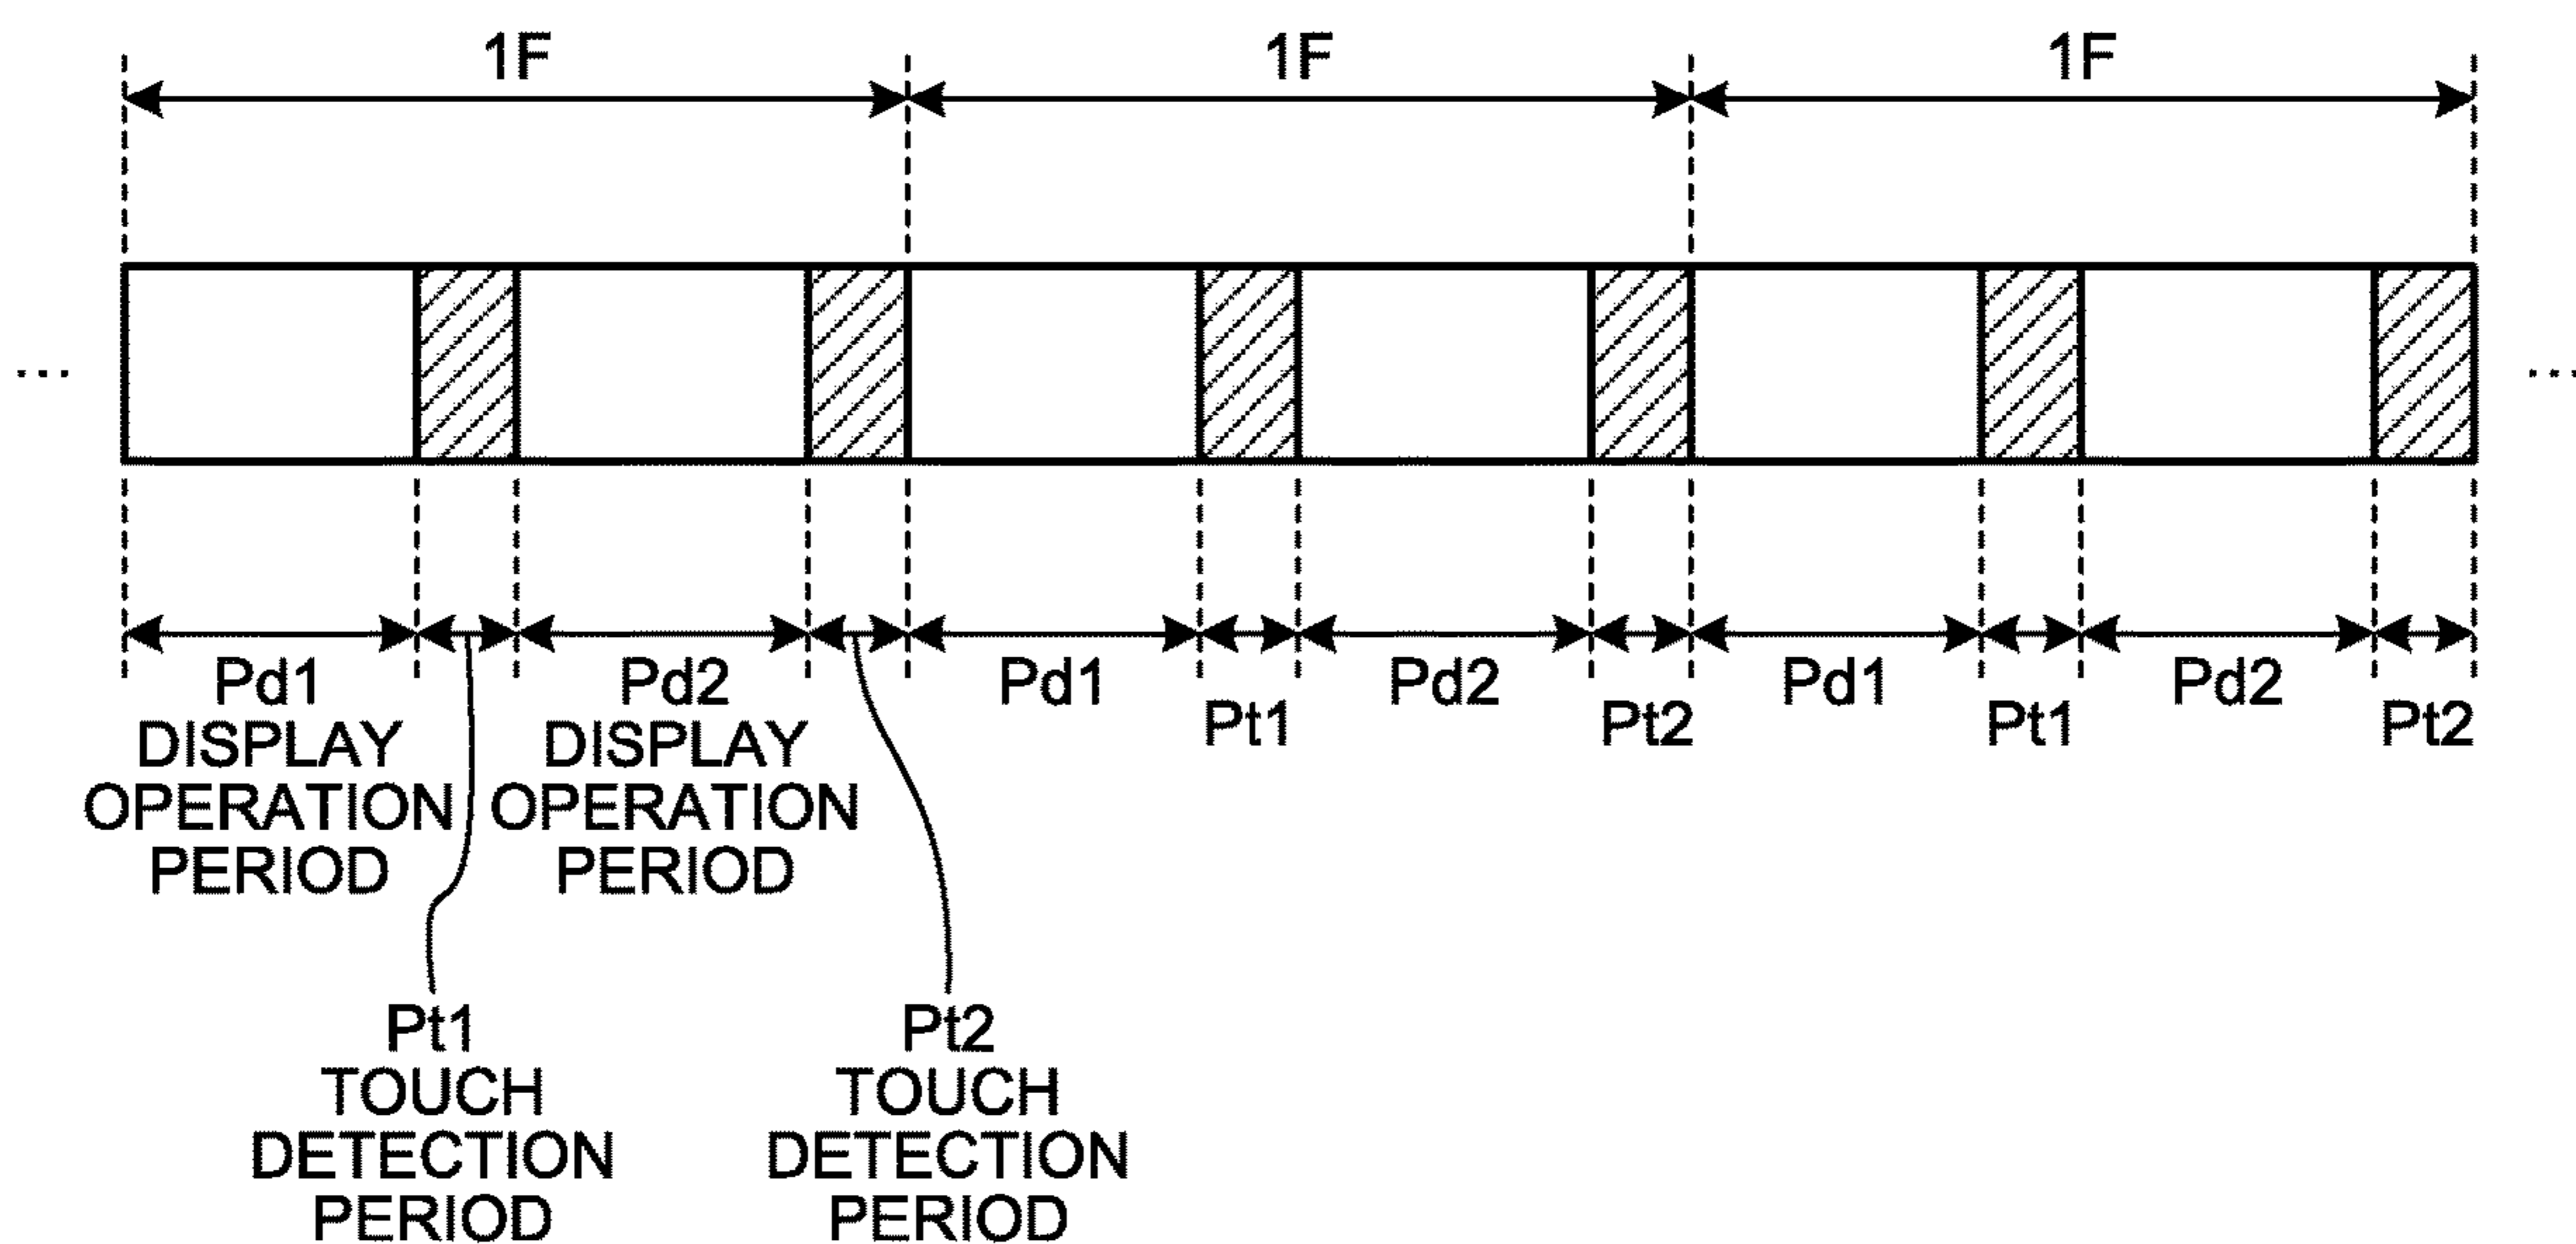 1F 1F 1F
... ...
Pd1 Pd2 Pd1 Pd2 Pd1 Pd2
Pt1 Pt2 Pt1 Pt2
DISPLAY DISPLAY
OPERATION OPERATION
PERIOD PERIOD
Pt1 Pt2
TOUCH TOUCH
DETECTION DETECTION
PERIOD PERIOD